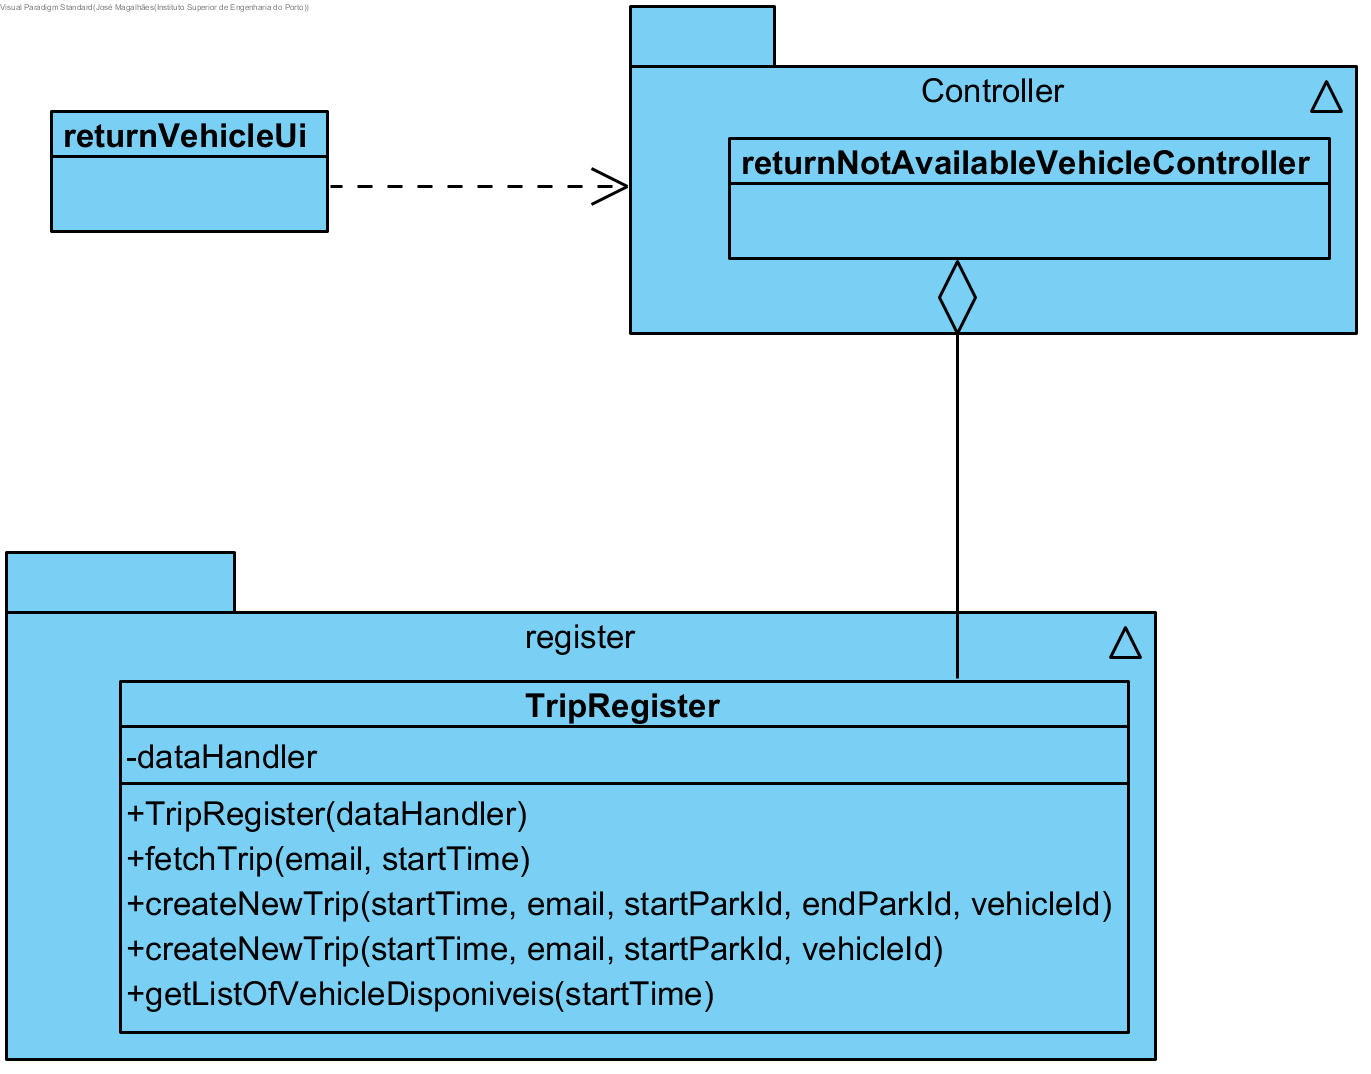 Visual Paradigm Standard(José Magalhães(Instituto Superior de Engenharia do Porto))
Controller
returnVehicleUi
returnNotAvailableVehicleController
register
TripRegister
-dataHandler
+TripRegister(dataHandler)
+fetchTrip(email, startTime)
+createNewTrip(startTime, email, startParkId, endParkId, vehicleId)
+createNewTrip(startTime, email, startParkId, vehicleId)
+getListOfVehicleDisponiveis(startTime)